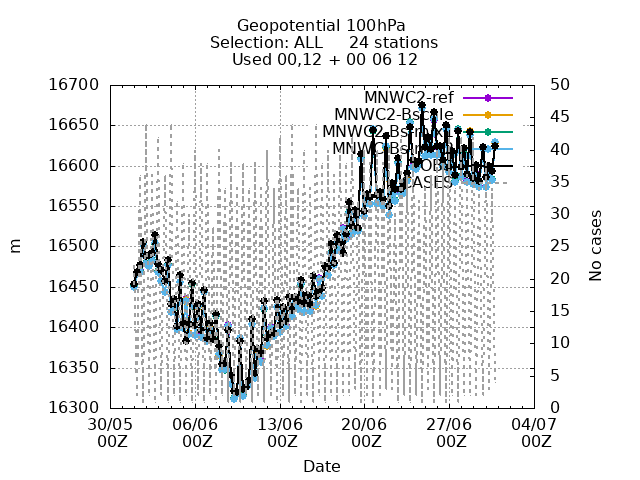 Geopotential 100hPa
Selection: ALL 24 stations
Used 00,12 + 00 06 12
16700
16650
16600
16550
16500
16450
16400
16350
16300
m
50
45
40
35
30
25
20
15
10
5
0
No cases
MNWC2-ref
MNWC2-Bscale
OBS
CASES
30/05 06/06 13/06 20/06 27/06 04/07
00Z 00Z 00Z 00Z 00Z 00Z
Date